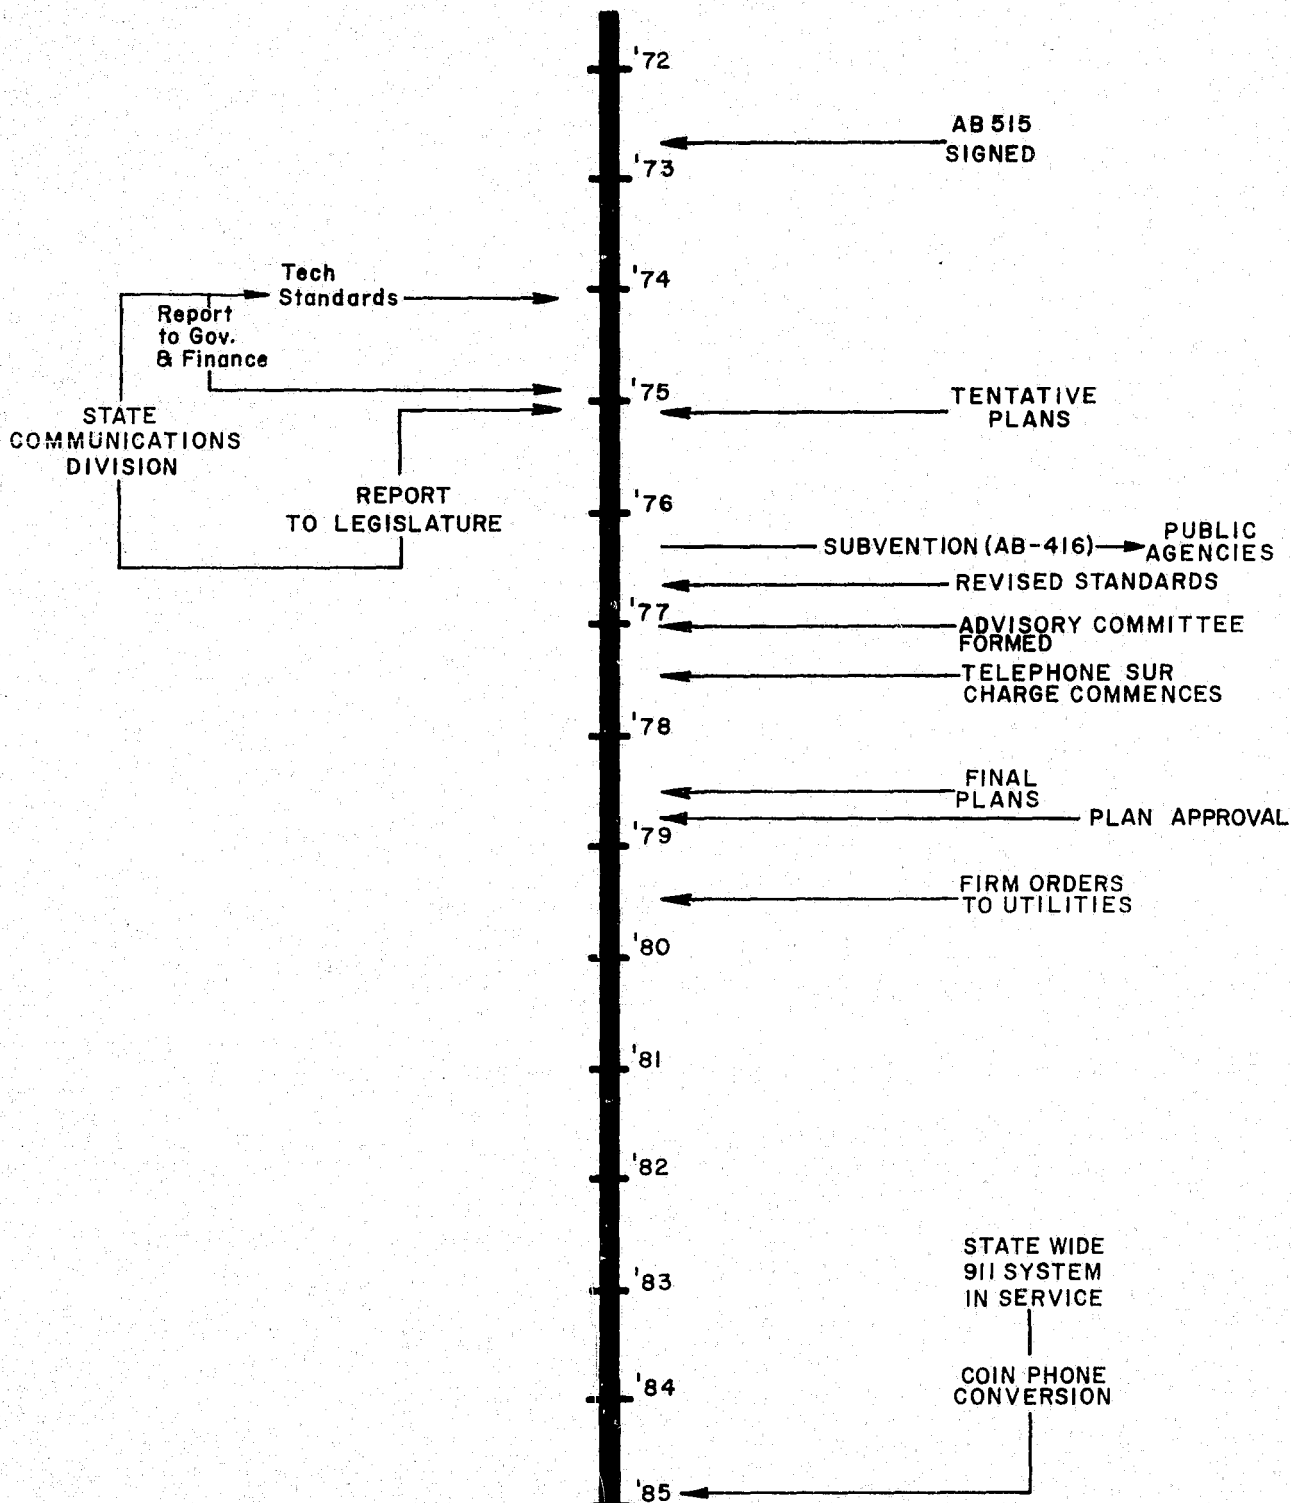 '72
AB 515
SIGNED
'73
'74
Tech
Standards
Report
to Gov.
& Finance
'75
TENTATIVE
PLANS
STATE
COMMUNICATIONS
DIVISION
REPORT
TO LEGISLATURE
'76
SUBVENTION (AB-416)
PUBLIC
AGENCIES
REVISED STANDARDS
'77
ADVISORY COMMITTEE
FORMED
TELEPHONE SUR
CHARGE COMMENCES
'78
FINAL
PLANS
PLAN APPROVAL
'79
FIRM ORDERS
TO UTILITIES
'80
'81
'82
STATE WIDE
911 SYSTEM
IN SERVICE
'83
COIN PHONE
CONVERSION
'84
'85